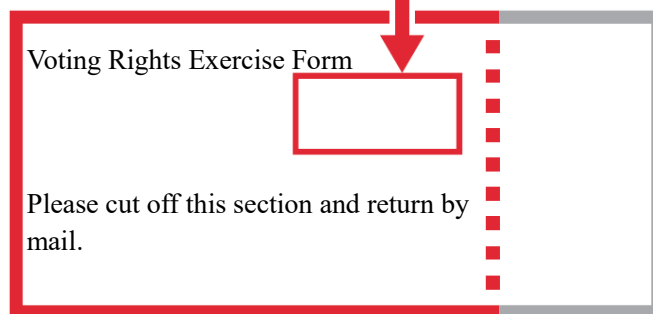 Voting Rights Exercise Form
Please cut off this section and return by
mail.